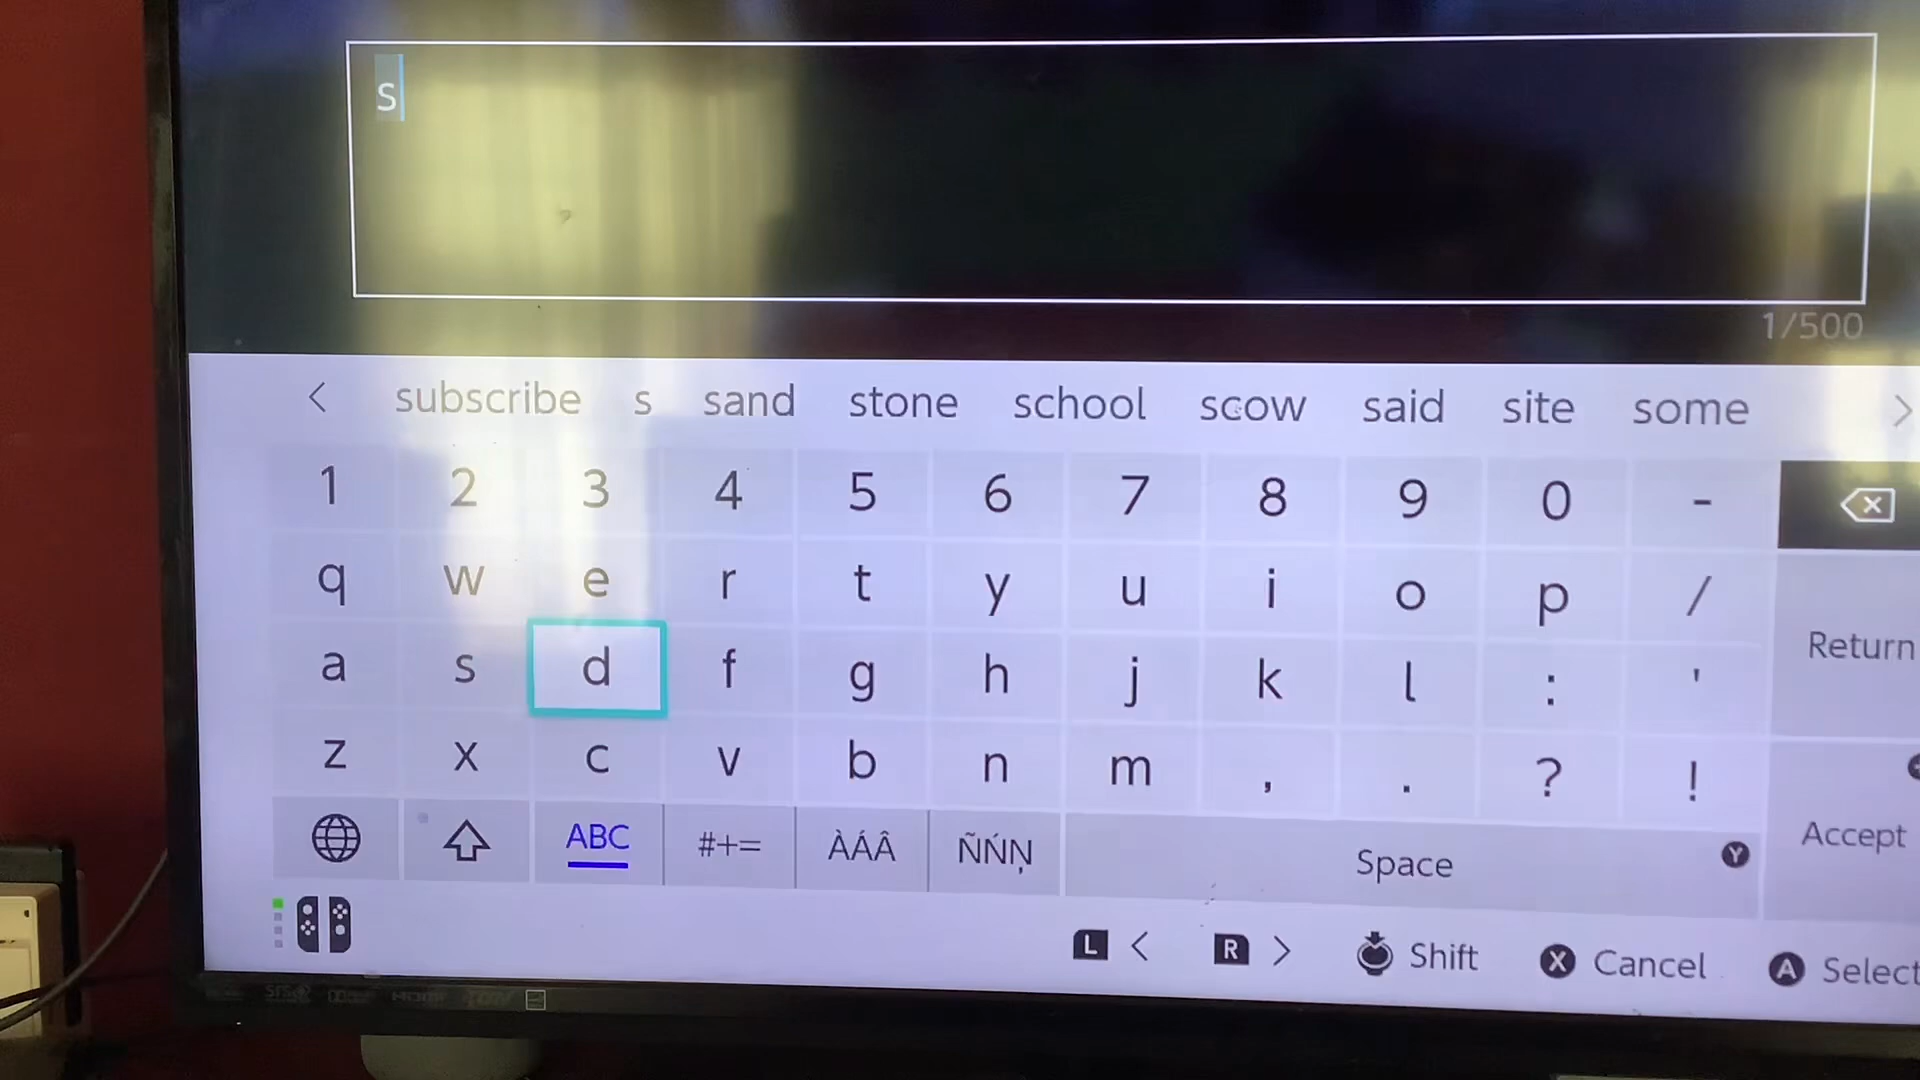 s
1/500
< subscribe s sand stone school scow said site some >
1 2 3 4 5 6 7 8 9 0 -
q w e r t y u i o p /
Return
a s d f g h j k l : '
z x c v b n m , . ? !
Accept
ABC #+= ÀÁÂ ÑŃŅ Space Y
L < R > Shift X Cancel A Select